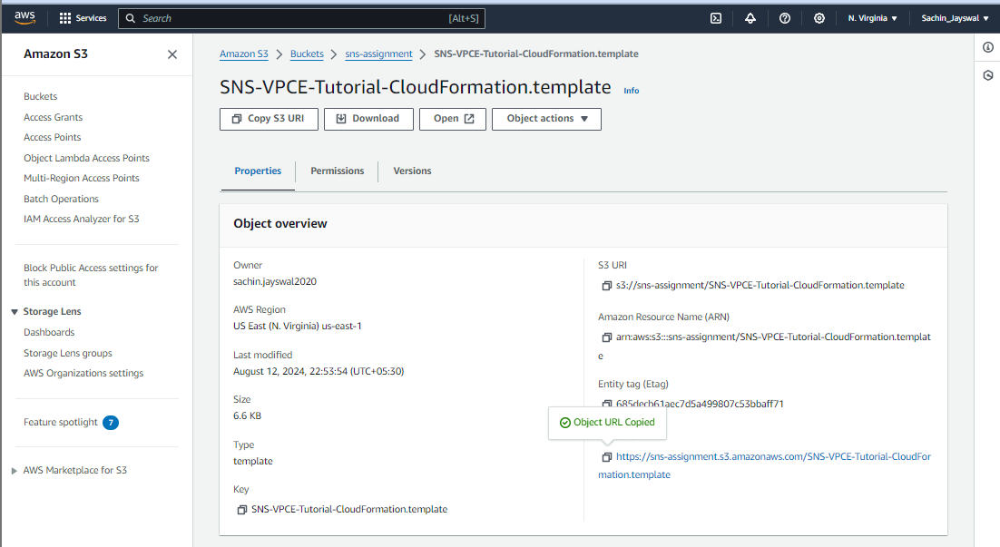 aws
Services
Search
[Alt+S]
N. Virginia
Sachin_Jayswal
Amazon S3
Buckets
Access Grants
Access Points
Object Lambda Access Points
Multi-Region Access Points
Batch Operations
IAM Access Analyzer for S3
Block Public Access settings for
this account
Storage Lens
Dashboards
Storage Lens groups
AWS Organizations settings
Feature spotlight 7
AWS Marketplace for S3
Amazon S3 > Buckets > sns-assignment > SNS-VPCE-Tutorial-CloudFormation.template
SNS-VPCE-Tutorial-CloudFormation.template Info
Copy S3 URI
Download
Open
Object actions
Properties
Permissions
Versions
Object overview
Owner
sachin.jayswal2020
AWS Region
US East (N. Virginia) us-east-1
Last modified
August 12, 2024, 22:53:54 (UTC+05:30)
Size
6.6 KB
Type
template
Key
SNS-VPCE-Tutorial-CloudFormation.template
S3 URI
s3://sns-assignment/SNS-VPCE-Tutorial-CloudFormation.template
Amazon Resource Name (ARN)
arn:aws:s3:::sns-assignment/SNS-VPCE-Tutorial-CloudFormation.templat
e
Entity tag (Etag)
685decb61aec7d5a499807c53bbaff71
Object URL Copied
https://sns-assignment.s3.amazonaws.com/SNS-VPCE-Tutorial-CloudFor
mation.template